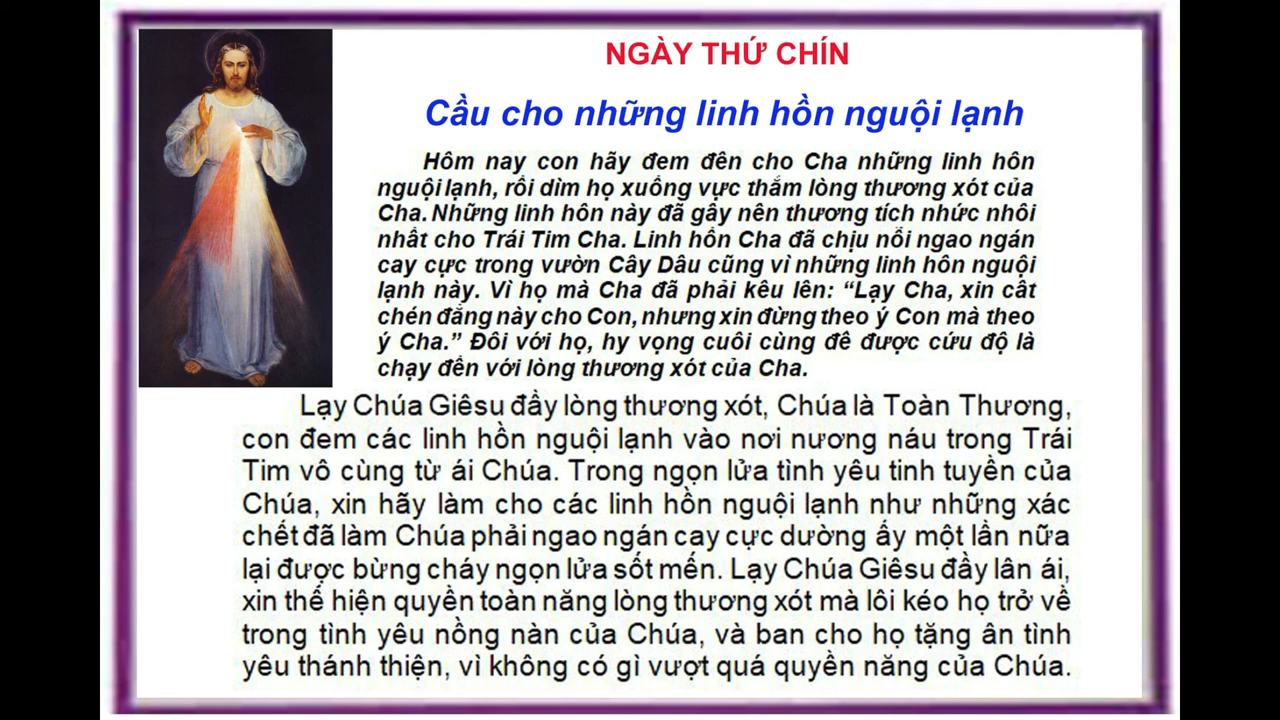 NGÀY THỨ CHÍN
Cầu cho những linh hồn nguội lạnh
Hôm nay con hãy đem đến cho Cha những linh hồn
nguội lạnh, rồi dìm họ xuống vực thẳm lòng thương xót của
Cha. Những linh hồn này đã gây nên thương tích nhức nhối
nhất cho Trái Tim Cha. Linh hồn Cha đã chịu nỗi ngao ngán
cay cực trong vườn Cây Dầu cũng vì những linh hồn nguội
lạnh này. Vì họ mà Cha đã phải kêu lên: “Lạy Cha, xin cất
chén đắng này cho Con, nhưng xin đừng theo ý Con mà theo
ý Cha.” Đối với họ, hy vọng cuối cùng để được cứu độ là
chạy đến với lòng thương xót của Cha.
Lạy Chúa Giêsu đầy lòng thương xót, Chúa là Toàn Thương,
con đem các linh hồn nguội lạnh vào nơi nương náu trong Trái
Tim vô cùng từ ái Chúa. Trong ngọn lửa tình yêu tinh tuyền của
Chúa, xin hãy làm cho các linh hồn nguội lạnh như những xác
chết đã làm Chúa phải ngao ngán cay cực dường ấy một lần nữa
lại được bừng cháy ngọn lửa sốt mến. Lạy Chúa Giêsu đầy lân ái,
xin thể hiện quyền toàn năng lòng thương xót mà lôi kéo họ trở về
trong tình yêu nồng nàn của Chúa, và ban cho họ tặng ân tình
yêu thánh thiện, vì không có gì vượt quá quyền năng của Chúa.